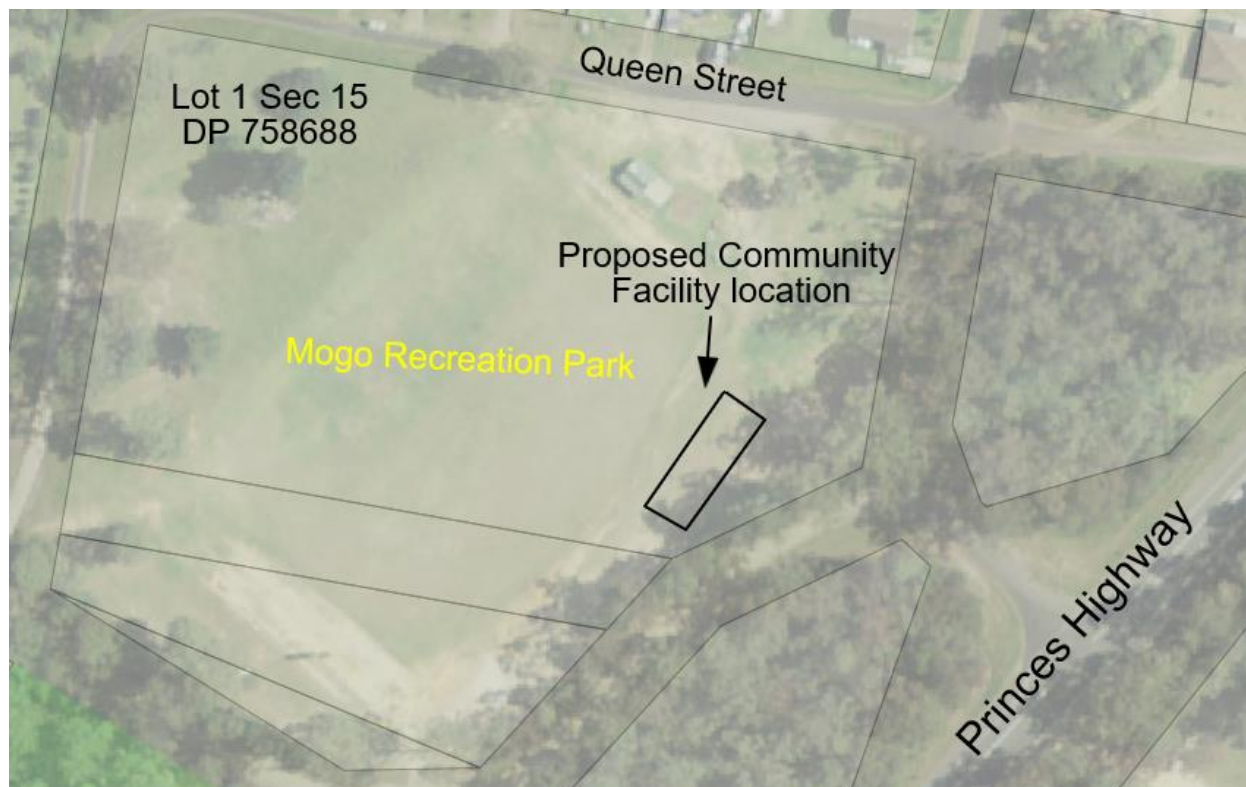 Queen Street
Lot 1 Sec 15
DP 758688
Proposed Community
Facility location
Mogo Recreation Park
Princes Highway